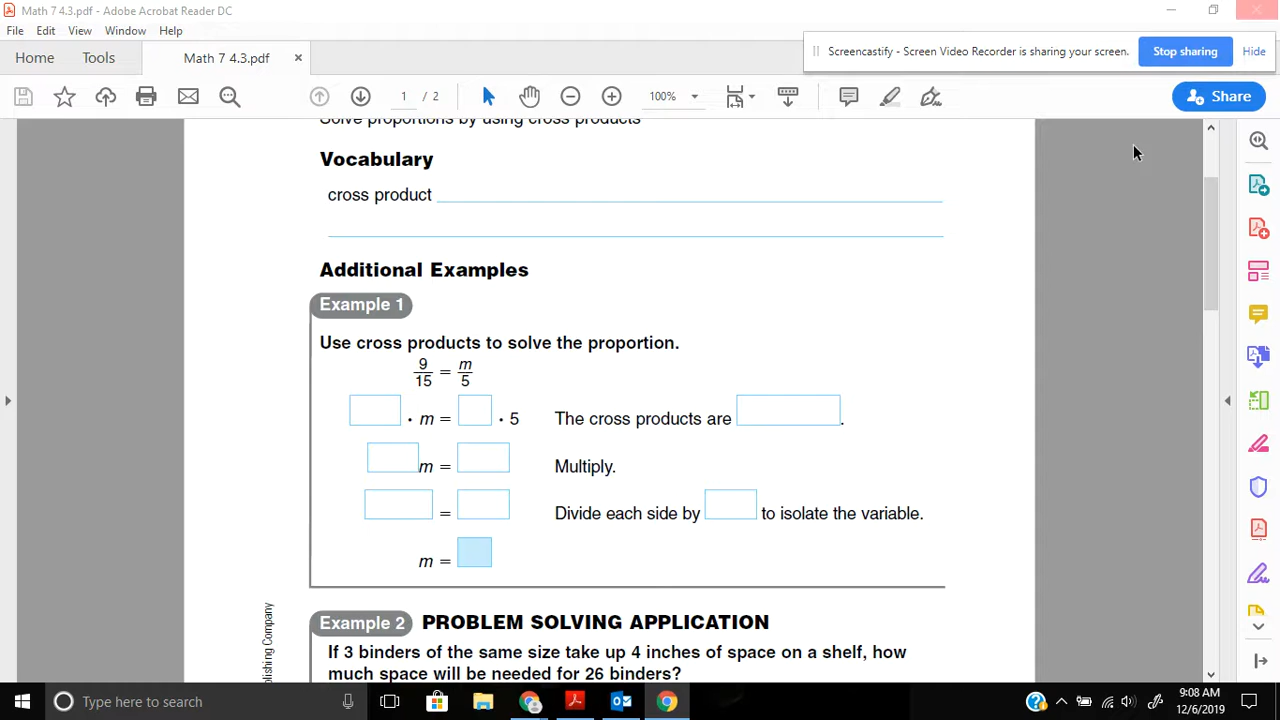 Math 7 4.3.pdf - Adobe Acrobat Reader DC
File Edit View Window Help
Home Tools Math 7 4.3.pdf ×
Screencastify - Screen Video Recorder is sharing your screen. Stop sharing Hide
1 / 2 100% Share
Solve proportions by using cross products
Vocabulary
cross product
Additional Examples
Example 1
Use cross products to solve the proportion.
9/15 = m/5
· m = · 5 The cross products are .
m = Multiply.
= Divide each side by to isolate the variable.
m =
Example 2 PROBLEM SOLVING APPLICATION
If 3 binders of the same size take up 4 inches of space on a shelf, how
much space will be needed for 26 binders?
Company
Type here to search
9:08 AM
12/6/2019